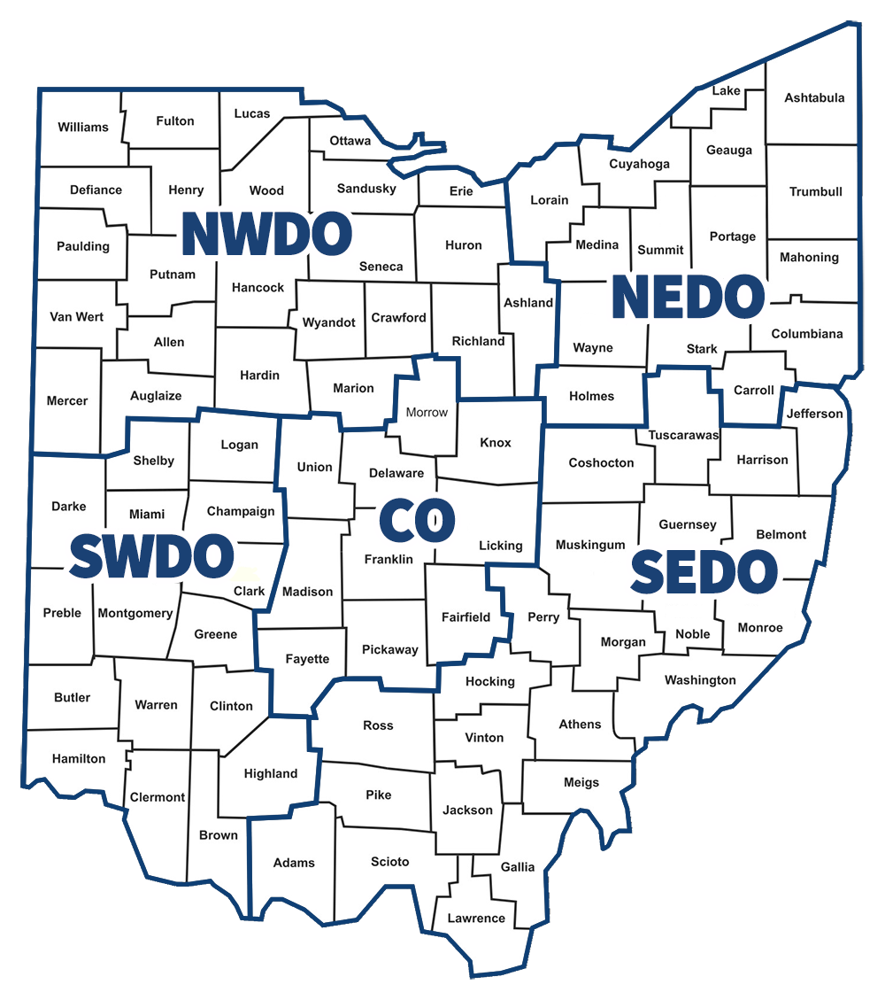 Lake
Ashtabula
Williams
Fulton
Lucas
Ottawa
Geauga
Cuyahoga
Defiance
Henry
Wood
Sandusky
Erie
Lorain
Trumbull
NWDO
Paulding
Huron
Medina
Summit
Portage
Mahoning
Putnam
Seneca
Hancock
NEDO
Van Wert
Wyandot
Crawford
Ashland
Allen
Richland
Wayne
Stark
Columbiana
Hardin
Marion
Mercer
Auglaize
Holmes
Carroll
Morrow
Jefferson
Logan
Knox
Tuscarawas
Shelby
Union
Delaware
Coshocton
Harrison
Darke
Miami
Champaign
CO
Guernsey
Belmont
SWDO
Franklin
Licking
Muskingum
SEDO
Clark
Madison
Preble
Montgomery
Greene
Fairfield
Perry
Morgan
Noble
Monroe
Fayette
Pickaway
Hocking
Washington
Butler
Warren
Clinton
Ross
Vinton
Athens
Hamilton
Highland
Clermont
Pike
Meigs
Jackson
Brown
Adams
Scioto
Gallia
Lawrence